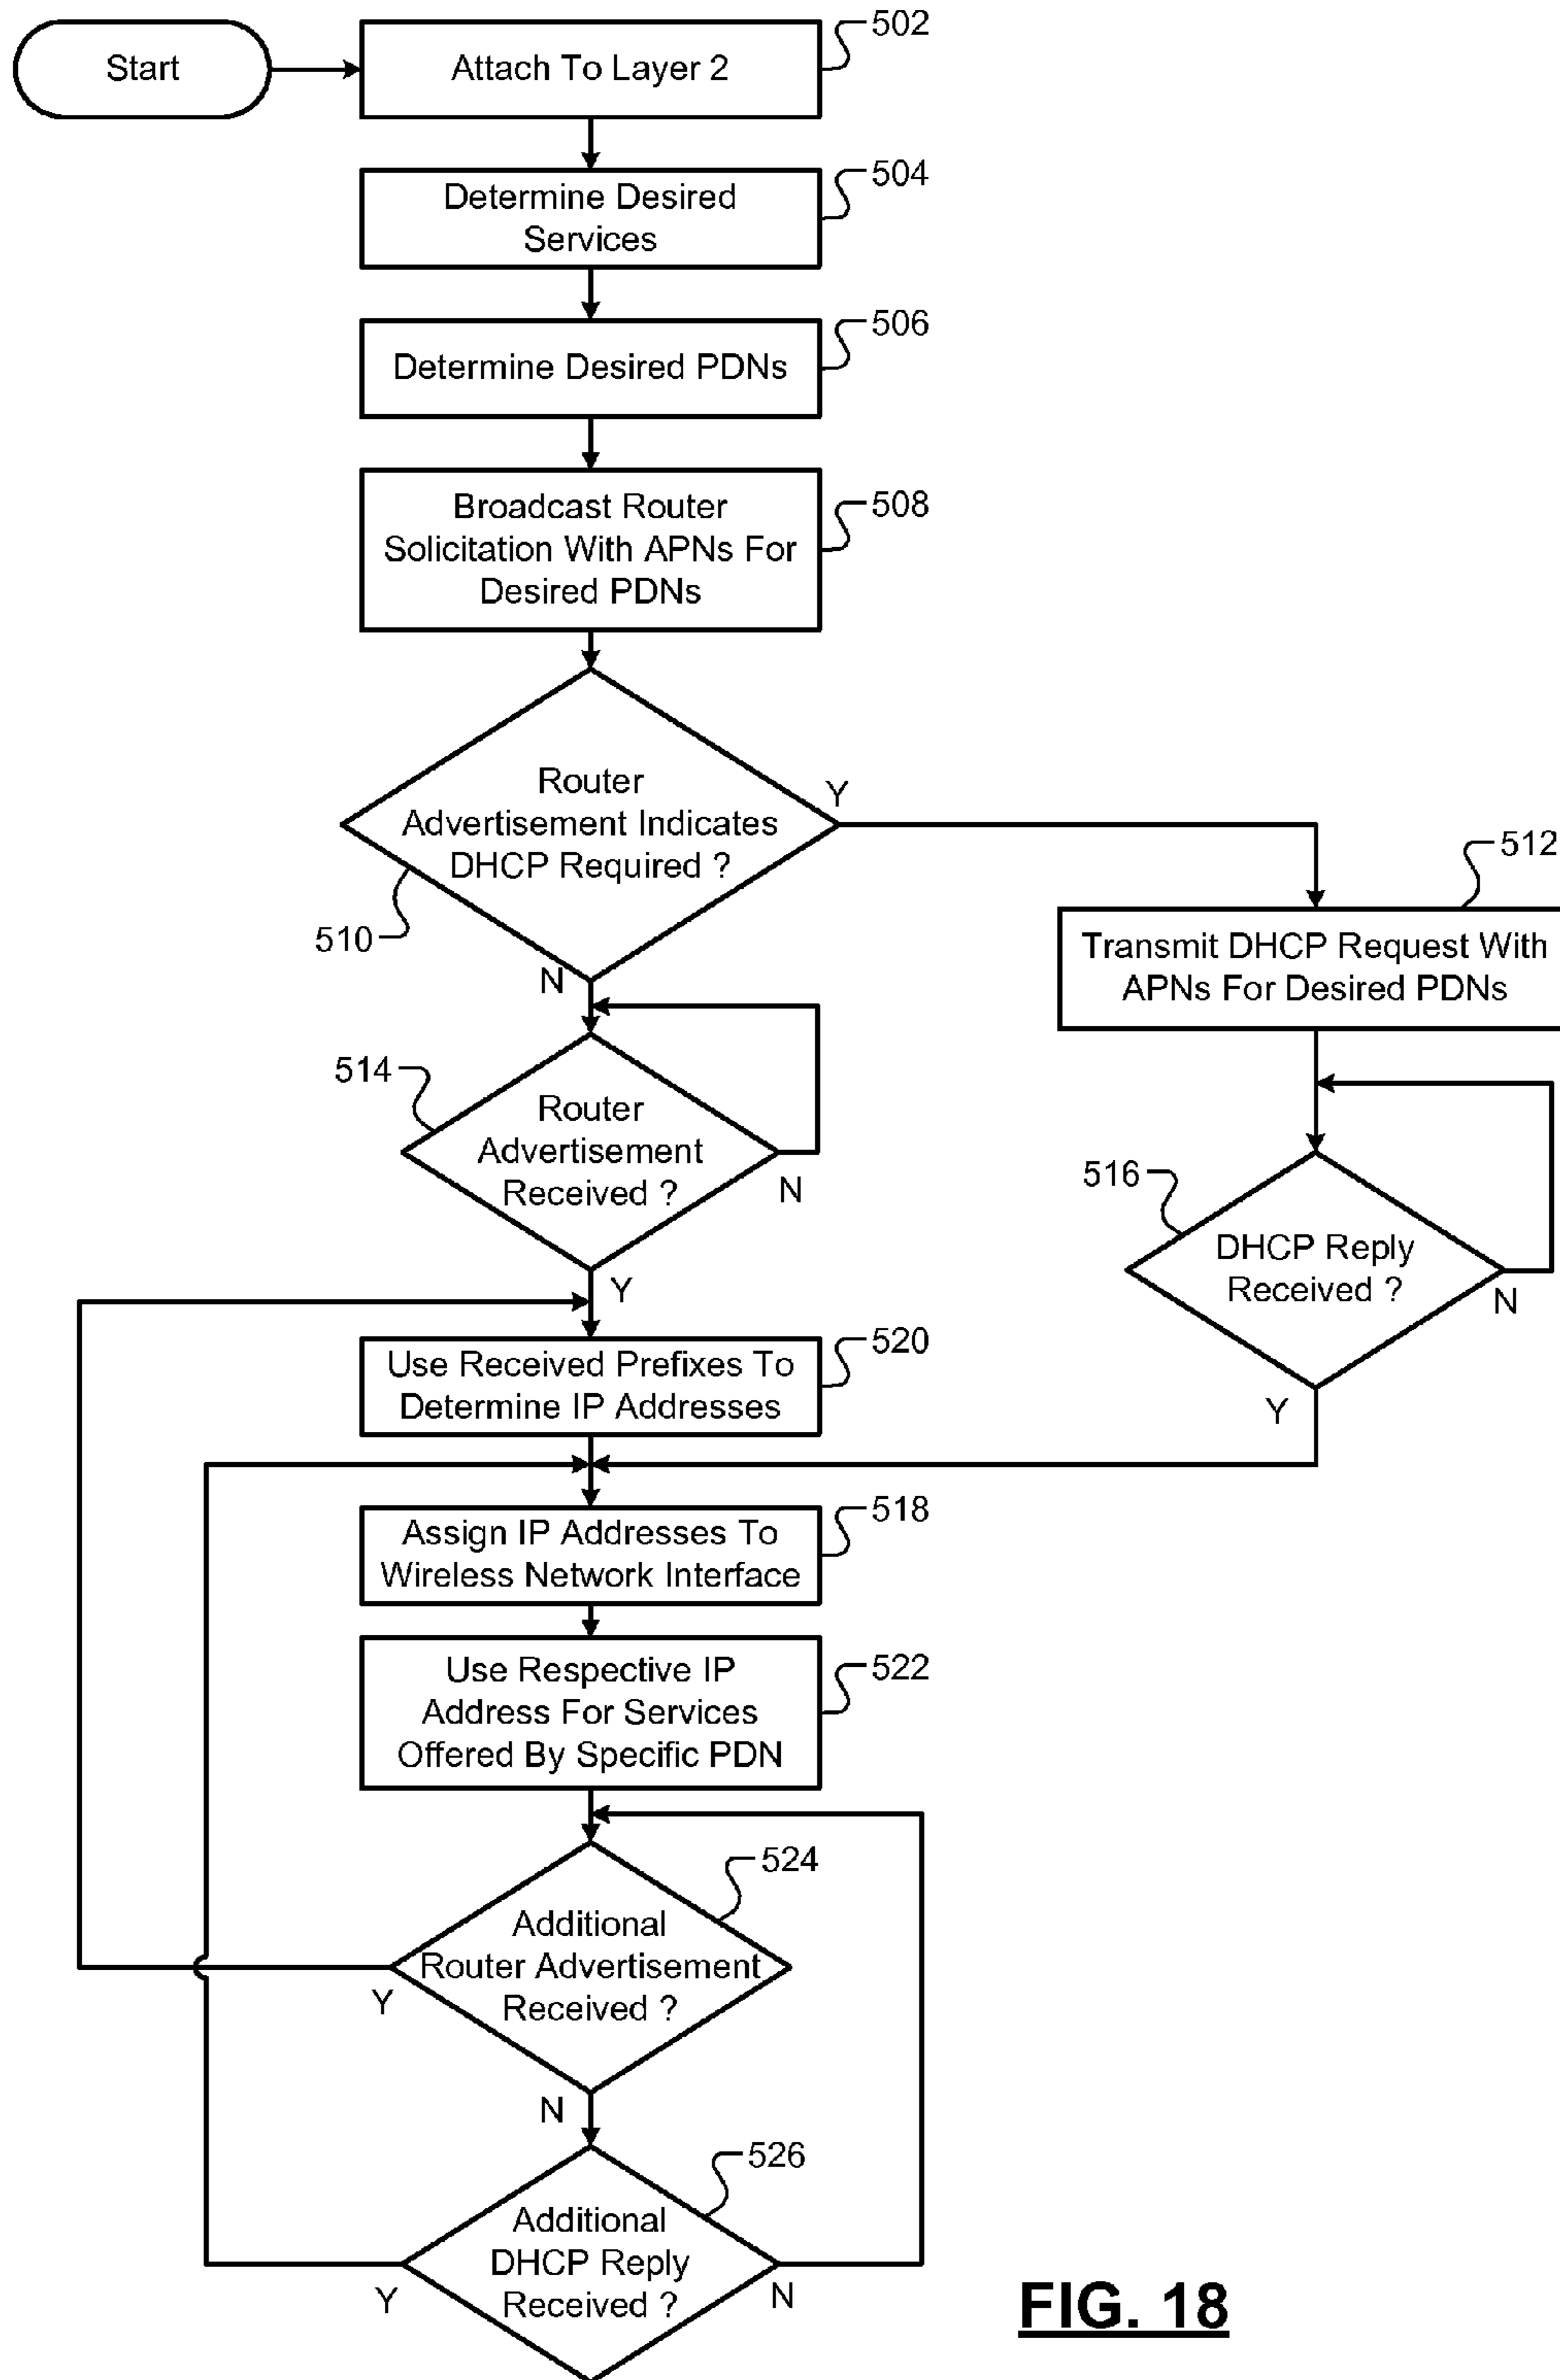 Start
Attach To Layer 2
502
Determine Desired
Services
504
Determine Desired PDNs
506
Broadcast Router
Solicitation With APNs For
Desired PDNs
508
Router
Advertisement Indicates
DHCP Required ?
Y
510
N
512
Transmit DHCP Request With
APNs For Desired PDNs
514
Router
Advertisement
Received ?
N
Y
516
DHCP Reply
Received ?
N
Y
Use Received Prefixes To
Determine IP Addresses
520
Assign IP Addresses To
Wireless Network Interface
518
Use Respective IP
Address For Services
Offered By Specific PDN
522
524
Additional
Router Advertisement
Received ?
Y
N
526
Additional
DHCP Reply
Received ?
Y
N
FIG. 18